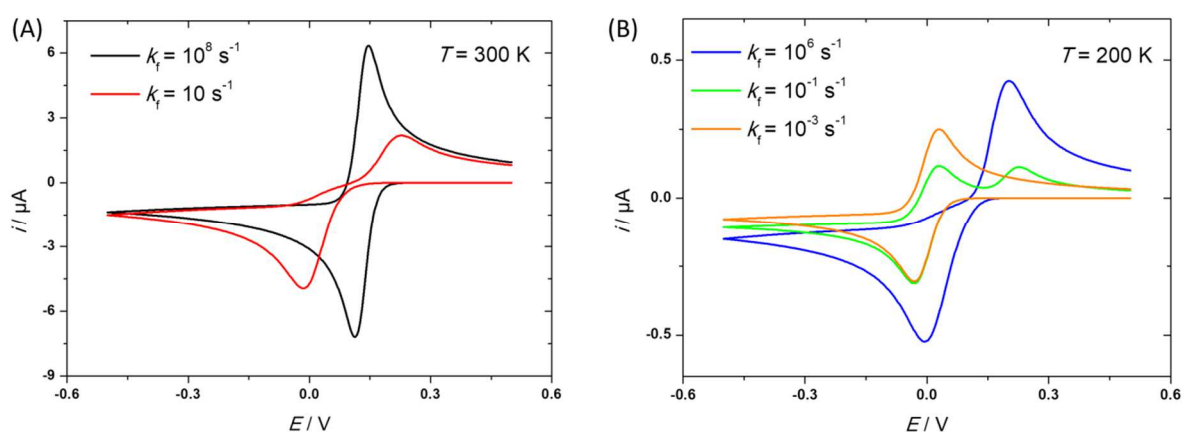 (A)
k_f = 10^8 s^-1
k_f = 10 s^-1
T = 300 K
6
3
0
-3
-6
-9
i / µA
-0.6
-0.3
0.0
0.3
0.6
E / V
(B)
k_f = 10^6 s^-1
k_f = 10^-1 s^-1
k_f = 10^-3 s^-1
T = 200 K
0.5
0.0
-0.5
i / µA
-0.6
-0.3
0.0
0.3
0.6
E / V